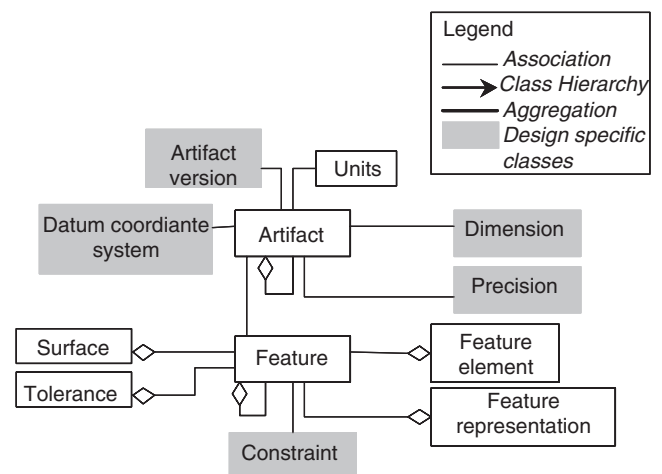 Legend
Association
Class Hierarchy
Aggregation
Design specific
classes
Artifact
version
Units
Datum coordiante
system
Artifact
Dimension
Precision
Surface
Feature
Feature
element
Tolerance
Feature
representation
Constraint